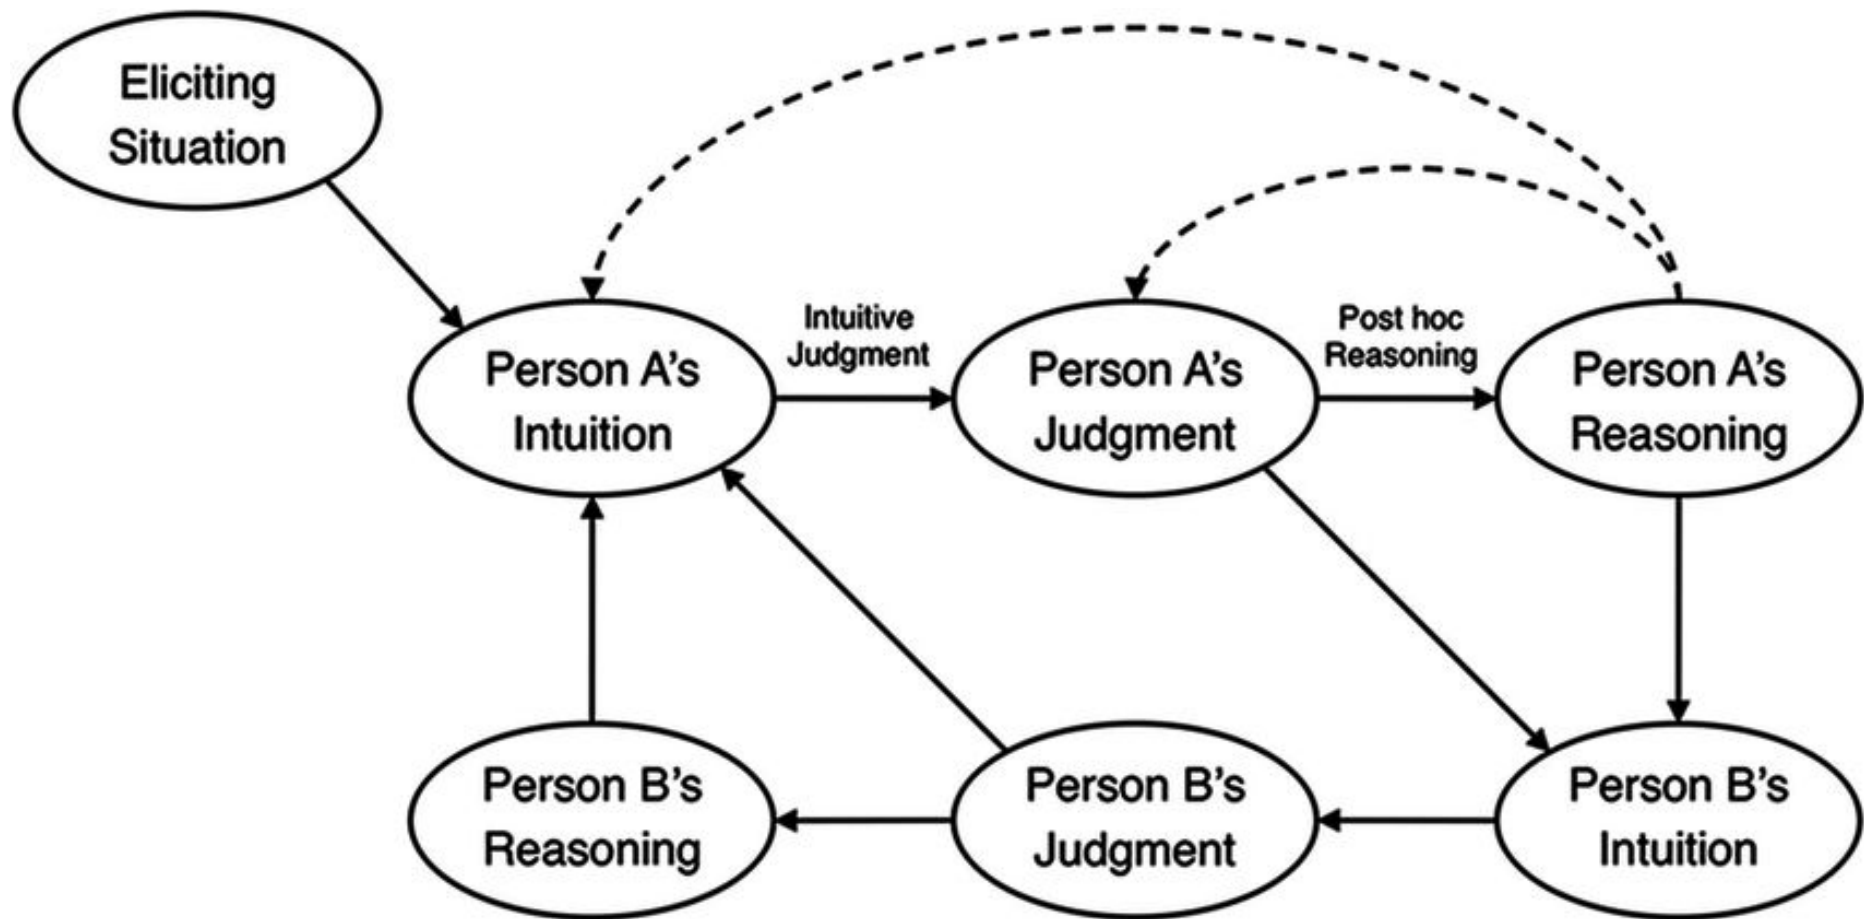 Eliciting
Situation
Person A's
Intuition
Intuitive
Judgment
Person A's
Judgment
Post hoc
Reasoning
Person A's
Reasoning
Person B's
Reasoning
Person B's
Judgment
Person B's
Intuition